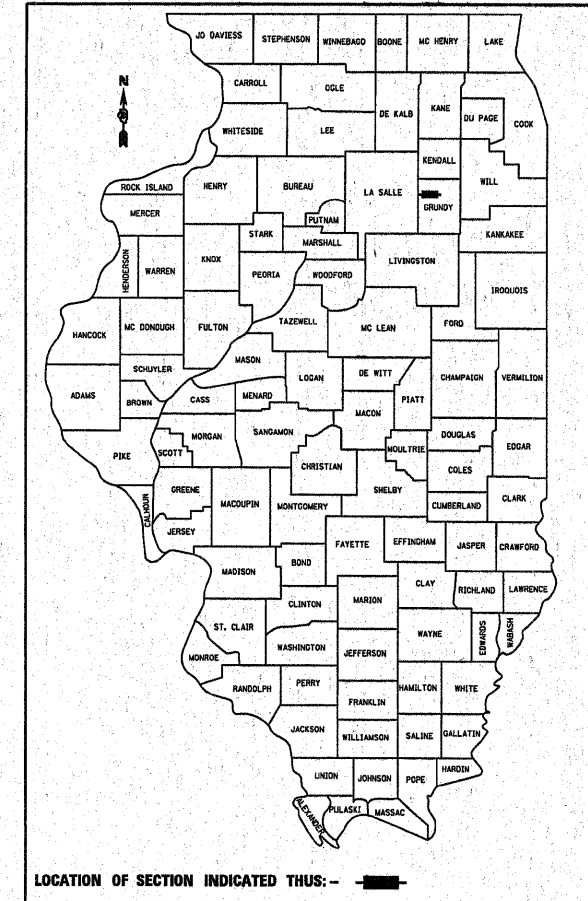 JO DAVIESS STEPHENSON WINNEBAGO BOONE MC HENRY LAKE
N
CARROLL OGLE DE KALB KANE DU PAGE COOK
WHITESIDE LEE
KENDALL WILL
ROCK ISLAND HENRY BUREAU LA SALLE GRUNDY
MERCER PUTNAM KANKAKEE
STARK MARSHALL
HENDERSON WARREN KNOX PEORIA WOODFORD LIVINGSTON IROQUOIS
HANCOCK MC DONOUGH FULTON TAZEWELL MC LEAN FORD
MASON
SCHUYLER LOGAN DE WITT CHAMPAIGN VERMILION
ADAMS BROWN CASS MENARD PIATT
MACON
MORGAN SANGAMON DOUGLAS
PIKE SCOTT MOULTRIE EDGAR
CHRISTIAN COLES
GREENE SHELBY
CALHOUN MACOUPIN MONTGOMERY CUMBERLAND CLARK
JERSEY
FAYETTE EFFINGHAM JASPER CRAWFORD
MADISON BOND
CLAY RICHLAND LAWRENCE
CLINTON MARION
ST. CLAIR WAYNE EDWARDS WABASH
WASHINGTON JEFFERSON
MONROE
RANDOLPH PERRY HAMILTON WHITE
FRANKLIN
JACKSON WILLIAMSON SALINE GALLATIN
HARDIN
UNION JOHNSON POPE
ALEXANDER PULASKI MASSAC
LOCATION OF SECTION INDICATED THUS: -